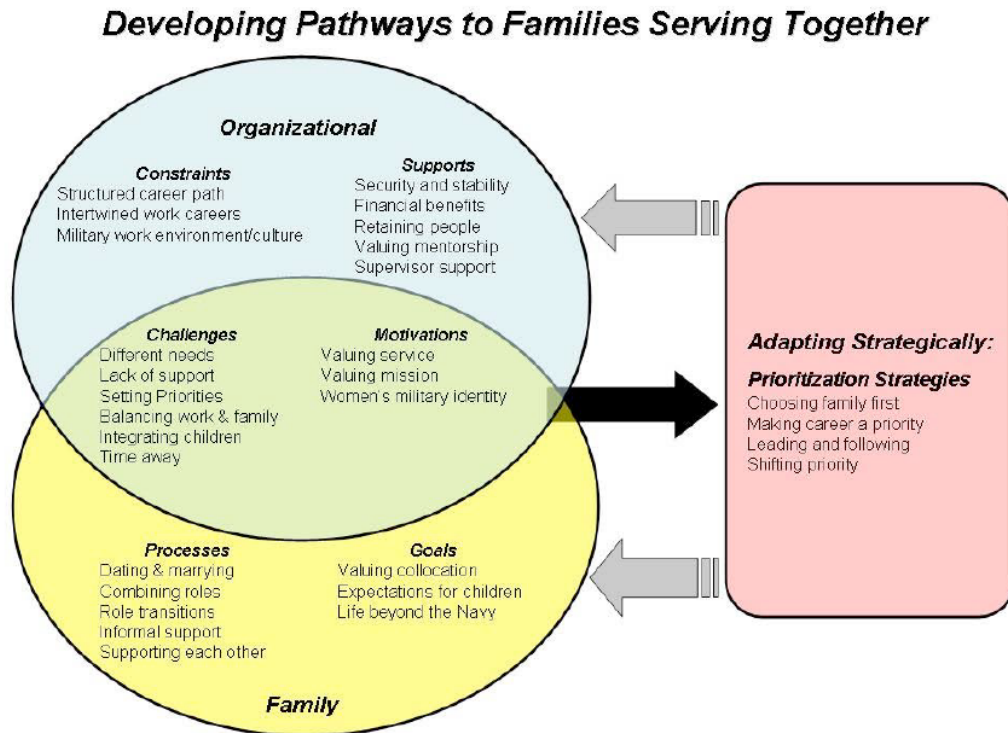 Developing Pathways to Families Serving Together
Organizational
Constraints
Structured career path
Intertwined work careers
Military work environment/culture
Supports
Security and stability
Financial benefits
Retaining people
Valuing mentorship
Supervisor support
Challenges
Different needs
Lack of support
Setting Priorities
Balancing work & family
Integrating children
Time away
Motivations
Valuing service
Valuing mission
Women's military identity
Processes
Dating & marrying
Combining roles
Role transitions
Informal support
Supporting each other
Goals
Valuing collocation
Expectations for children
Life beyond the Navy
Family
Adapting Strategically:
Prioritization Strategies
Choosing family first
Making career a priority
Leading and following
Shifting priority